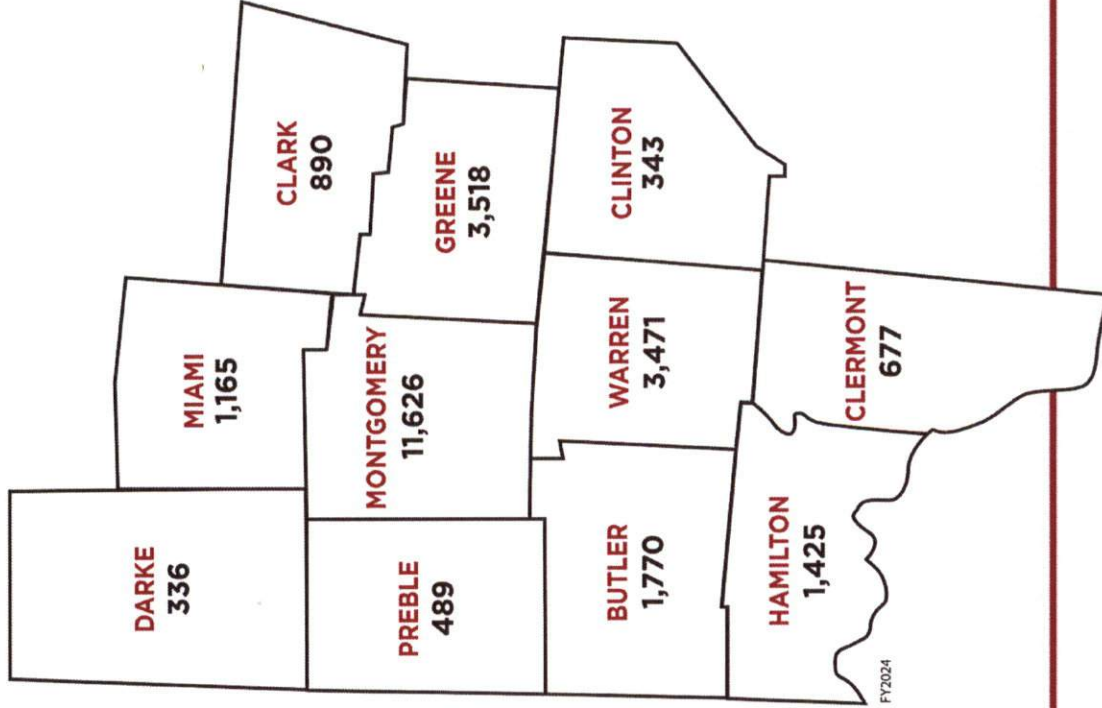 DARKE
336
MIAMI
1,165
CLARK
890
PREBLE
489
MONTGOMERY
11,626
GREENE
3,518
BUTLER
1,770
WARREN
3,471
CLINTON
343
HAMILTON
1,425
CLERMONT
677
FY2024